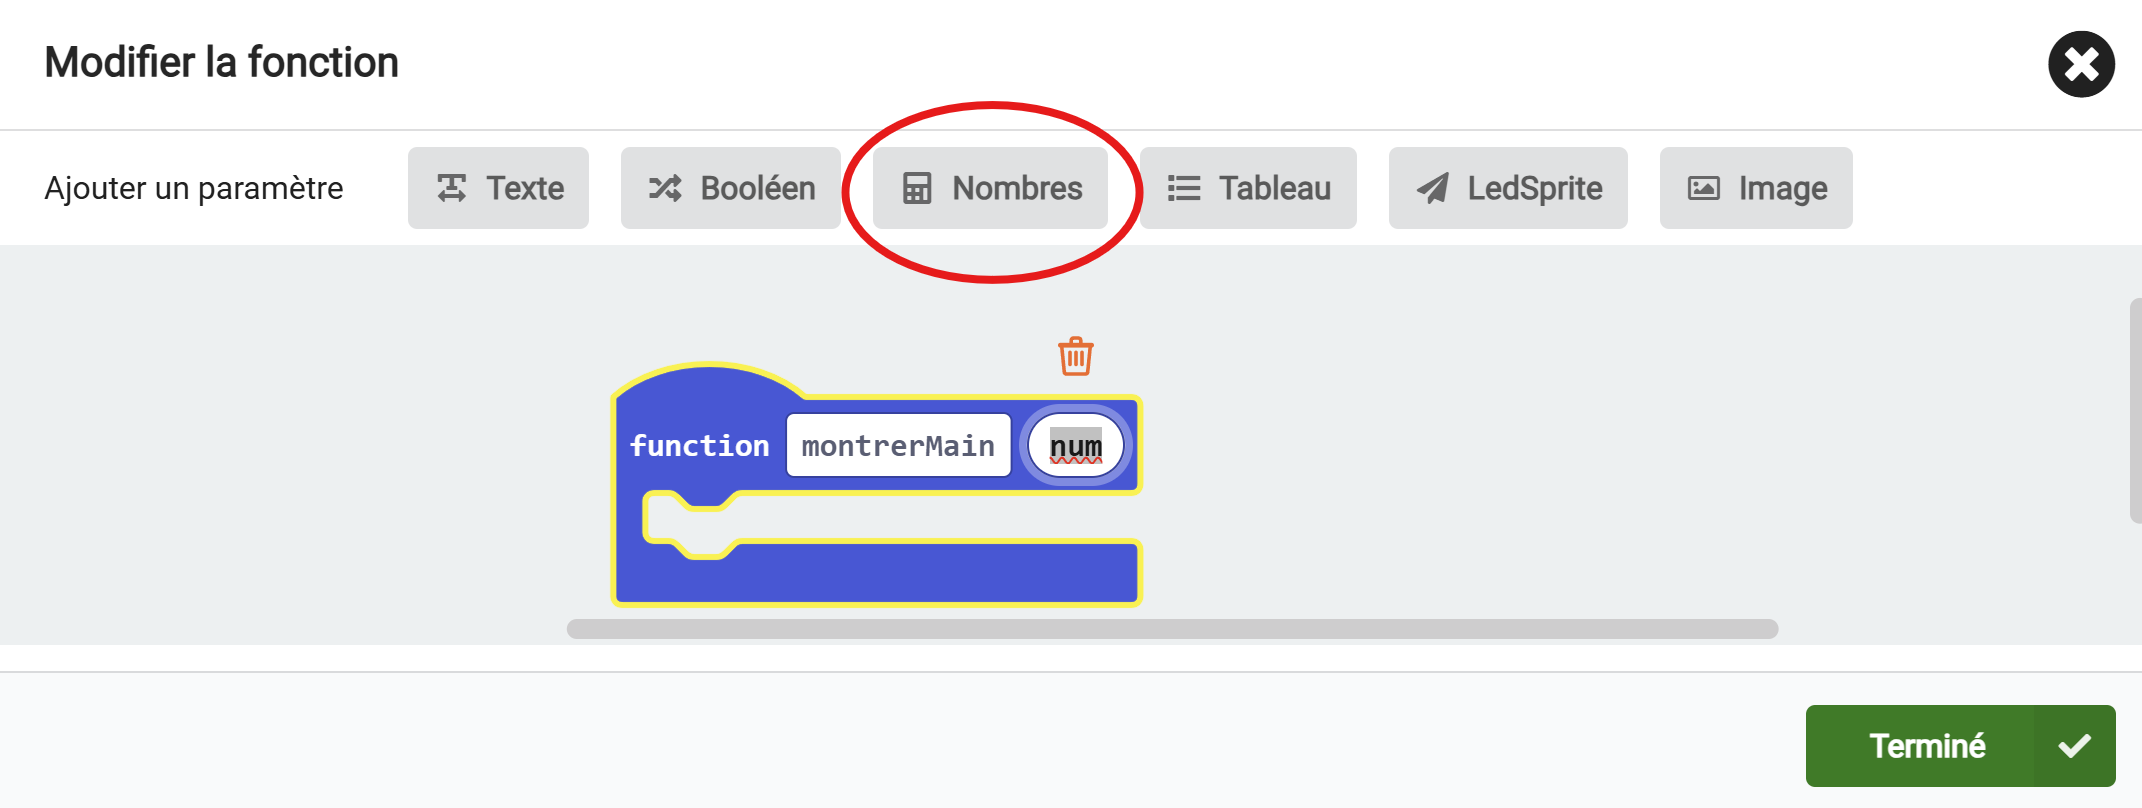 Modifier la fonction
Ajouter un paramètre Texte Booléen Nombres Tableau LedSprite Image
function montrerMain num
Terminé